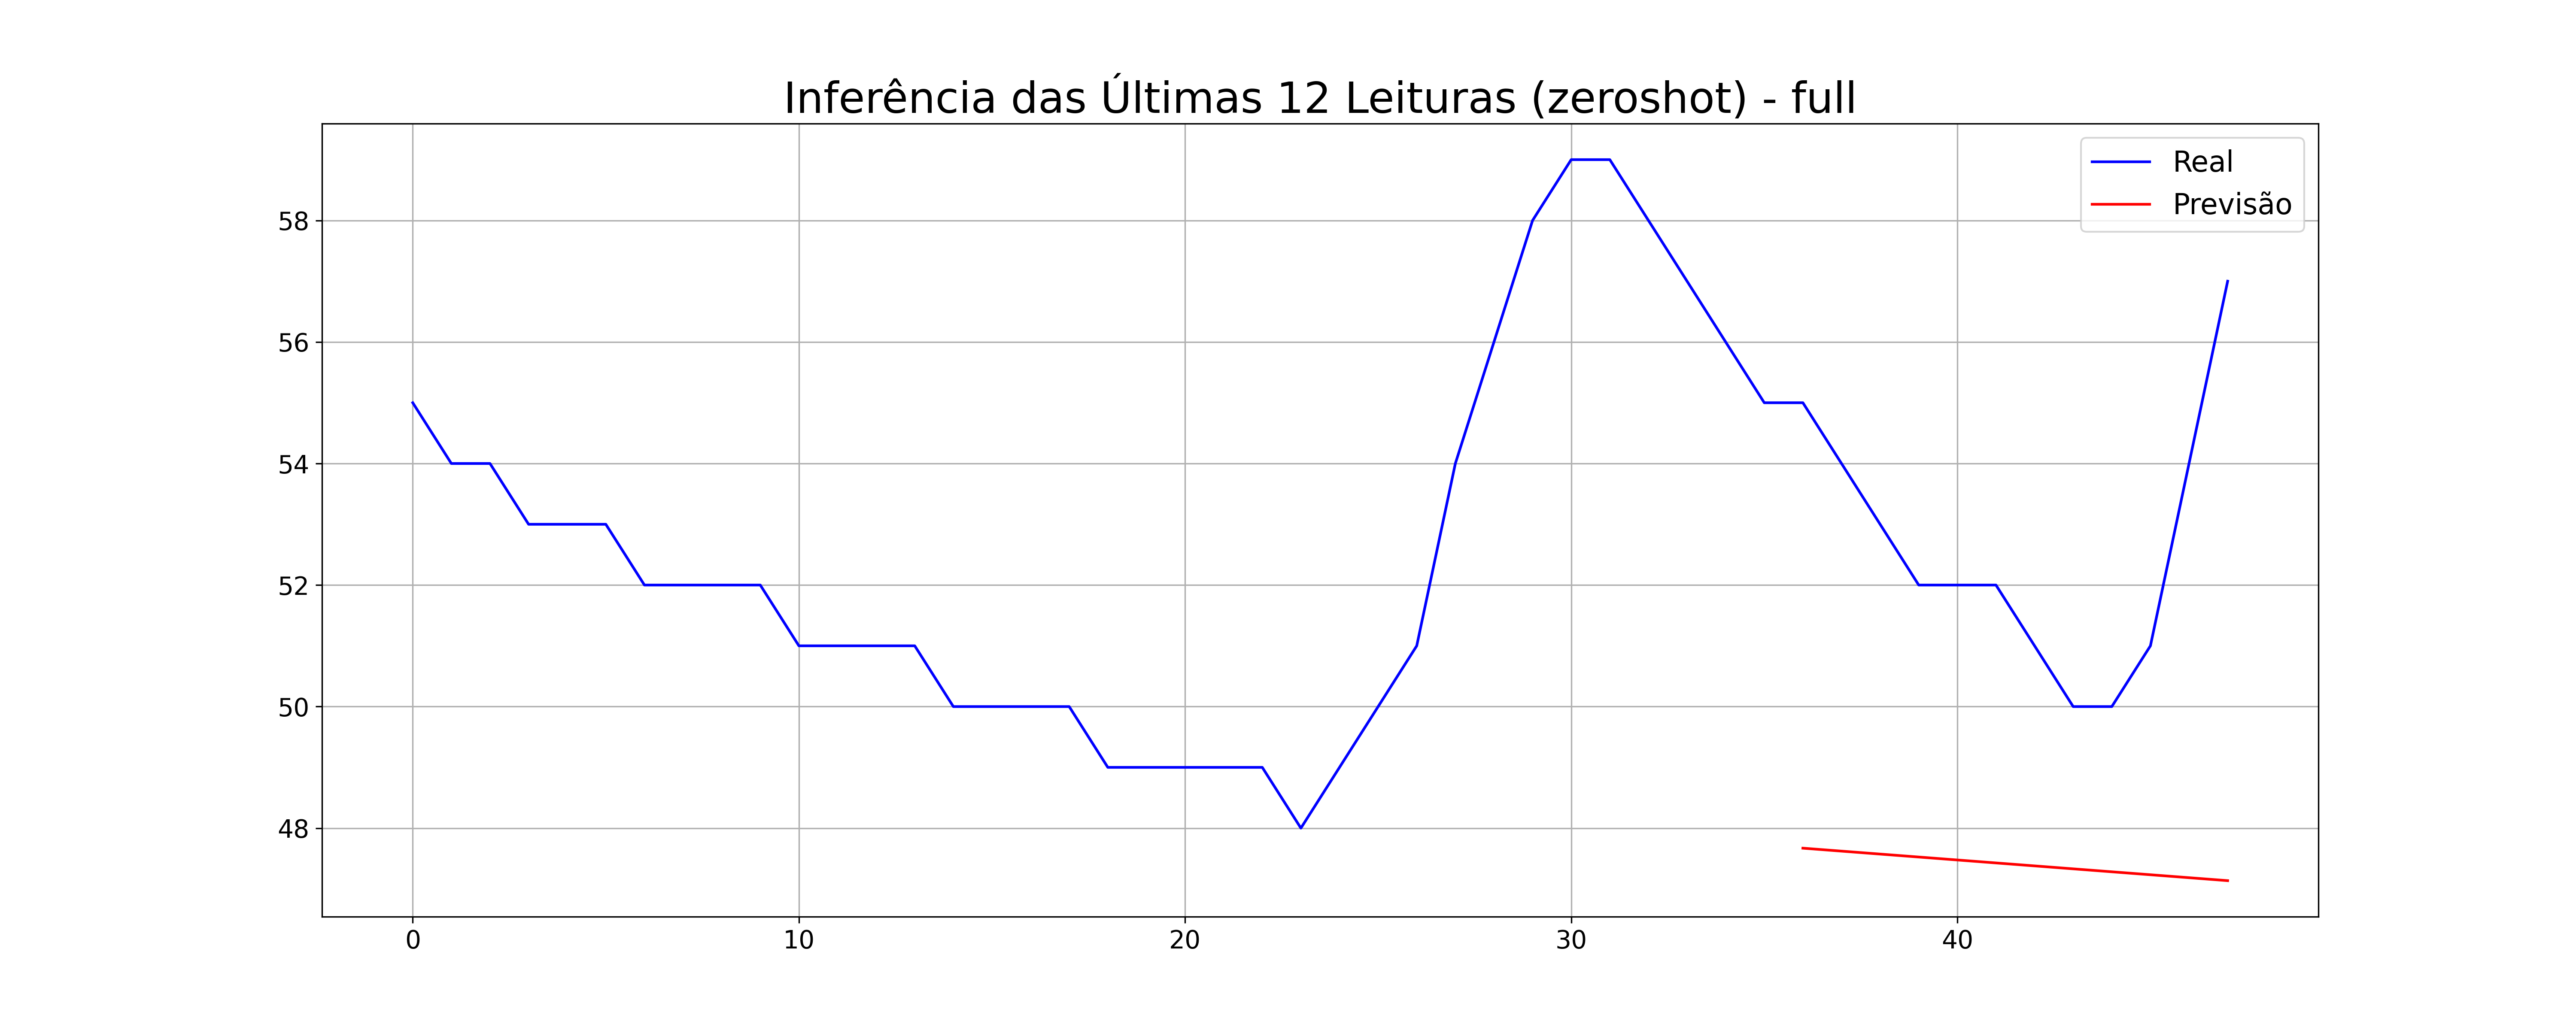 Inferência das Últimas 12 Leituras (zeroshot) - full
Real
Previsão
58
56
54
52
50
48
0 10 20 30 40